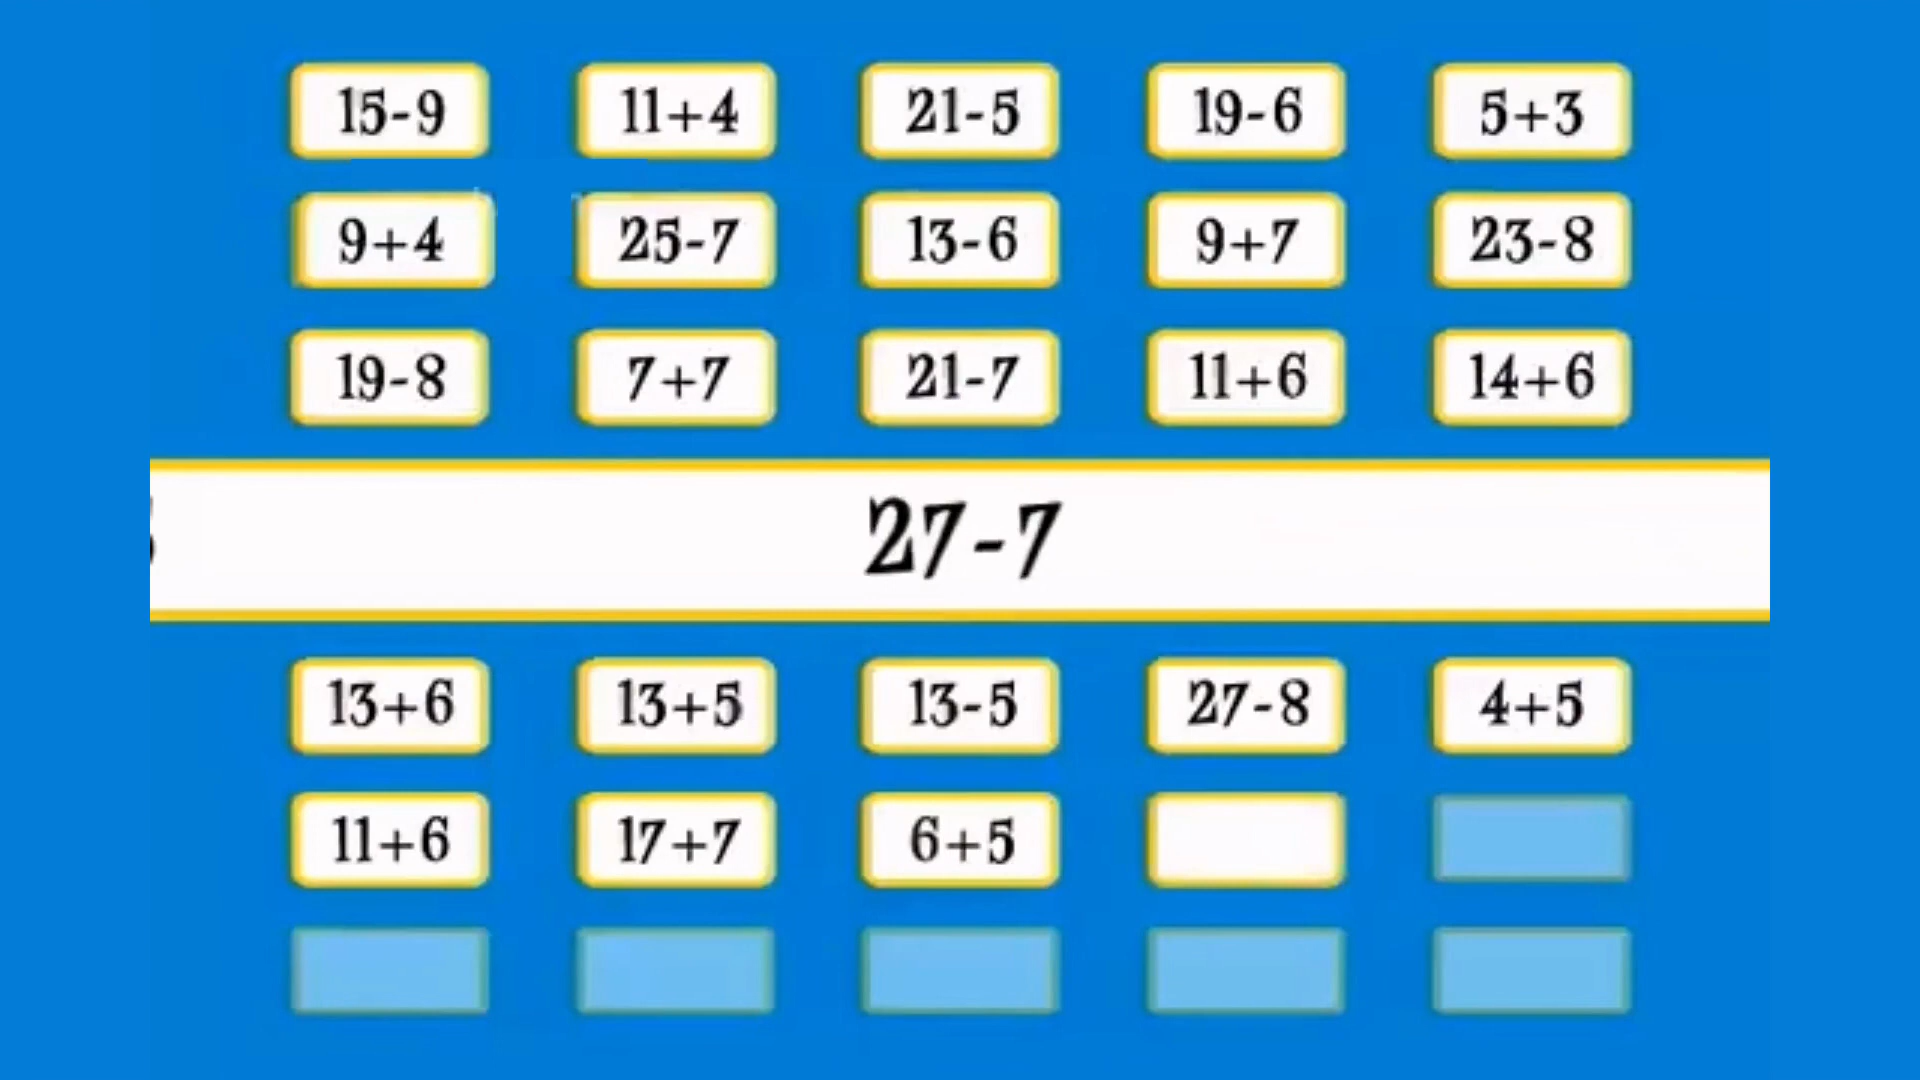 15-9 11+4 21-5 19-6 5+3
9+4 25-7 13-6 9+7 23-8
19-8 7+7 21-7 11+6 14+6
27-7
13+6 13+5 13-5 27-8 4+5
11+6 17+7 6+5